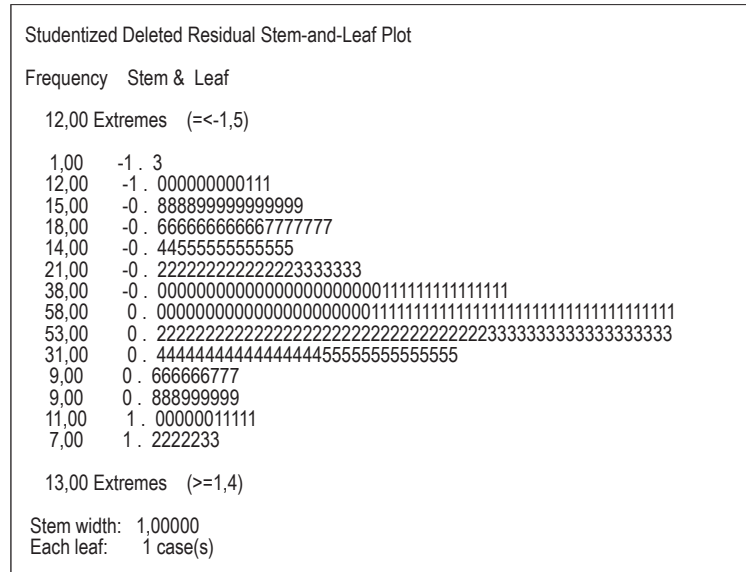 Studentized Deleted Residual Stem-and-Leaf Plot
Frequency Stem & Leaf
12,00 Extremes (=<-1,5)
1,00 -1 . 3
12,00 -1 . 000000000111
15,00 -0 . 888899999999999
18,00 -0 . 666666666667777777
14,00 -0 . 44555555555555
21,00 -0 . 222222222222223333333
38,00 -0 . 00000000000000000000000111111111111111
58,00 0 . 0000000000000000000000111111111111111111111111111111111111
53,00 0 . 22222222222222222222222222222222223333333333333333333
31,00 0 . 4444444444444444455555555555555
9,00 0 . 666666777
9,00 0 . 888999999
11,00 1 . 00000011111
7,00 1 . 2222233
13,00 Extremes (>=1,4)
Stem width: 1,00000
Each leaf: 1 case(s)